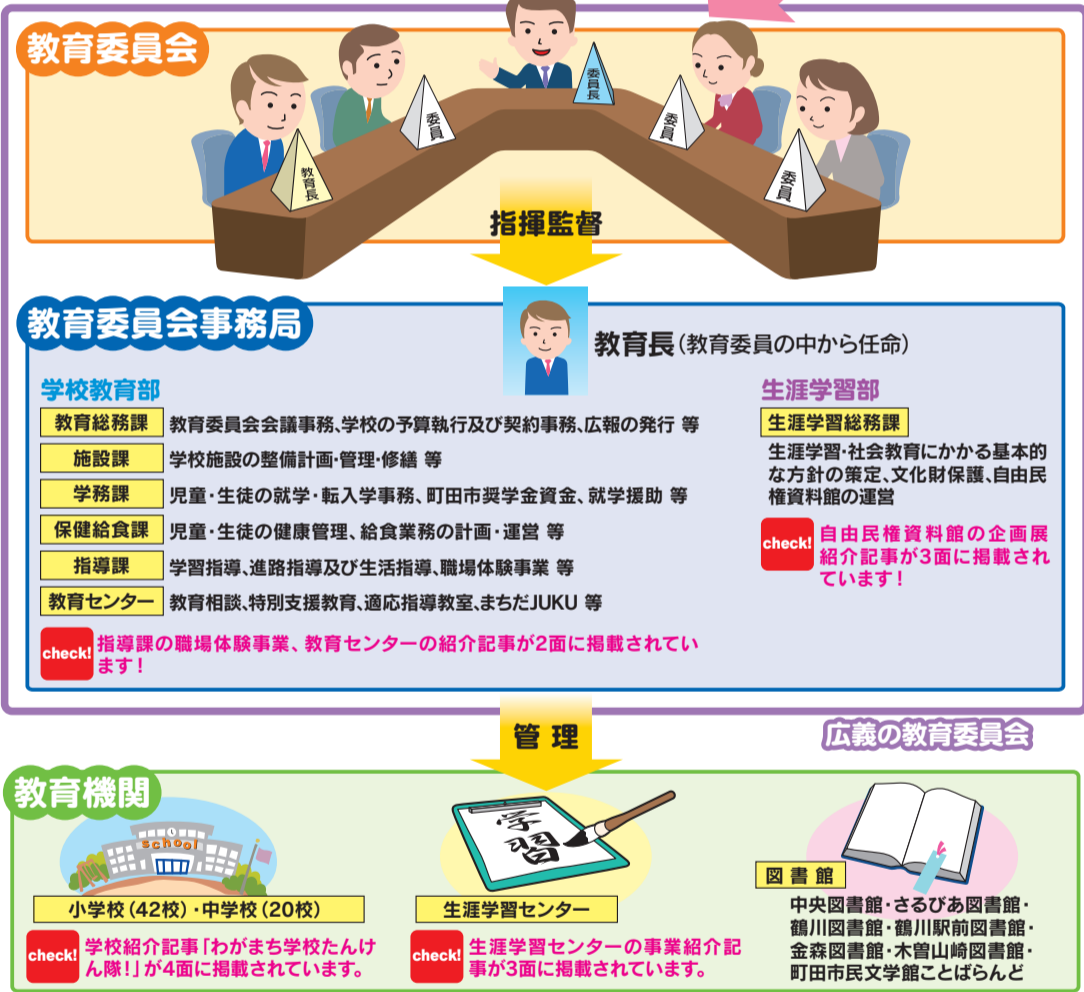 教育委員会
委員長
委員
委員
教育長
委員
指揮監督
教育委員会事務局
教育長(教育委員の中から任命)
学校教育部
教育総務課 教育委員会会議事務、学校の予算執行及び契約事務、広報の発行 等
施設課 学校施設の整備計画・管理・修繕 等
学務課 児童・生徒の就学・転入学事務、町田市奨学金資金、就学援助 等
保健給食課 児童・生徒の健康管理、給食業務の計画・運営 等
指導課 学習指導、進路指導及び生活指導、職場体験事業 等
教育センター 教育相談、特別支援教育、適応指導教室、まちだJUKU 等
check! 指導課の職場体験事業、教育センターの紹介記事が2面に掲載されてい
ます!
生涯学習部
生涯学習総務課
生涯学習・社会教育にかかる基本的
な方針の策定、文化財保護、自由民
権資料館の運営
check! 自由民権資料館の企画展
紹介記事が3面に掲載され
ています!
管理
広義の教育委員会
教育機関
school
小学校(42校)・中学校(20校)
check! 学校紹介記事「わがまち学校たんけ
ん隊!」が4面に掲載されています。
学習
生涯学習センター
check! 生涯学習センターの事業紹介記
事が3面に掲載されています。
図書館
中央図書館・さるびあ図書館・
鶴川図書館・鶴川駅前図書館・
金森図書館・木曽山崎図書館・
町田市民文学館ことばらんど